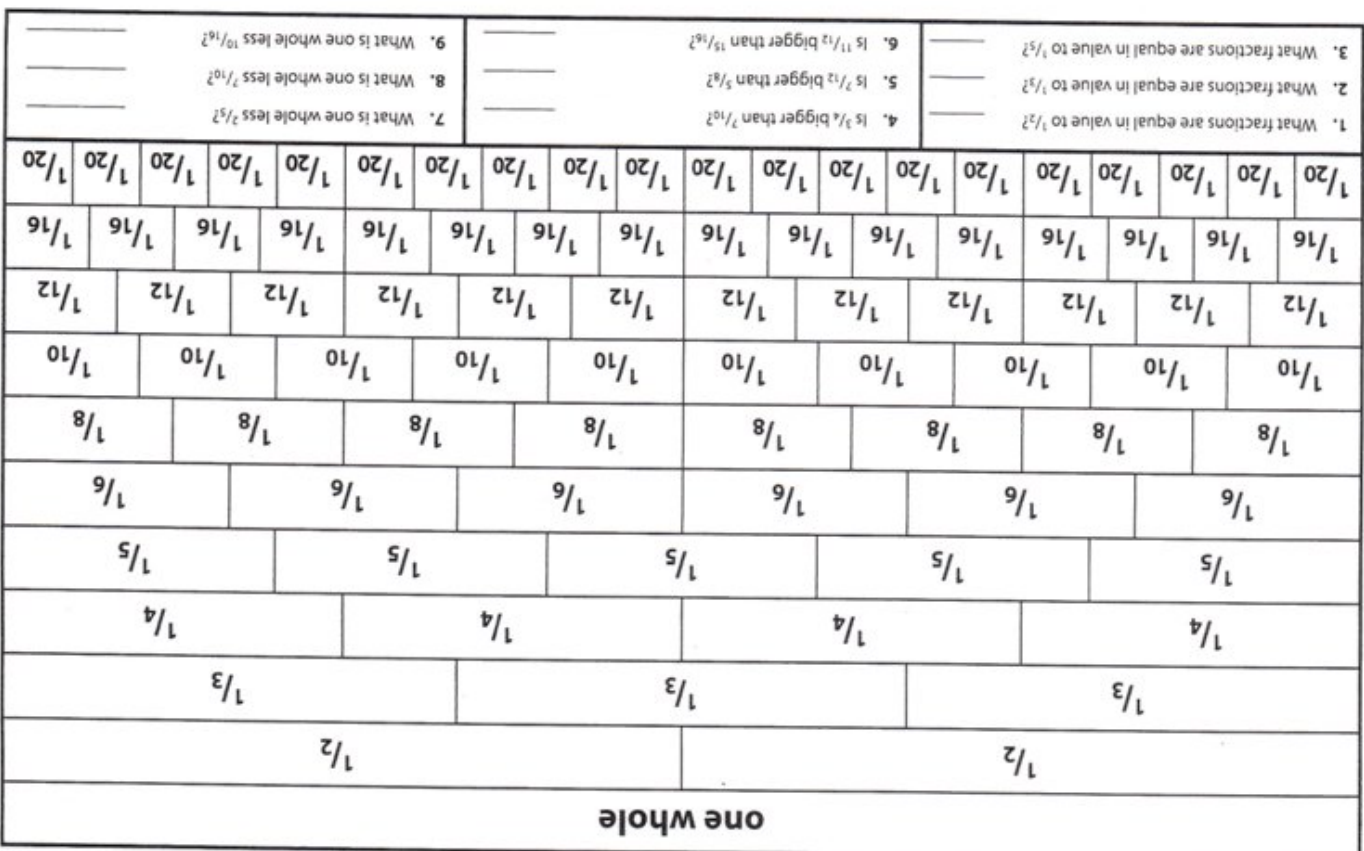 one whole
1/2 1/2
1/3 1/3 1/3
1/4 1/4 1/4 1/4
1/5 1/5 1/5 1/5 1/5
1/6 1/6 1/6 1/6 1/6 1/6
1/8 1/8 1/8 1/8 1/8 1/8 1/8 1/8
1/10 1/10 1/10 1/10 1/10 1/10 1/10 1/10 1/10 1/10
1/12 1/12 1/12 1/12 1/12 1/12 1/12 1/12 1/12 1/12 1/12 1/12
1/16 1/16 1/16 1/16 1/16 1/16 1/16 1/16 1/16 1/16 1/16 1/16 1/16 1/16 1/16 1/16
1/20 1/20 1/20 1/20 1/20 1/20 1/20 1/20 1/20 1/20 1/20 1/20 1/20 1/20 1/20 1/20 1/20 1/20 1/20 1/20
1. What fractions are equal in value to 1/2?
2. What fractions are equal in value to 1/3?
3. What fractions are equal in value to 1/5?
4. Is 3/4 bigger than 7/10?
5. Is 7/12 bigger than 5/8?
6. Is 11/12 bigger than 15/16?
7. What is one whole less 2/5?
8. What is one whole less 7/10?
9. What is one whole less 10/16?